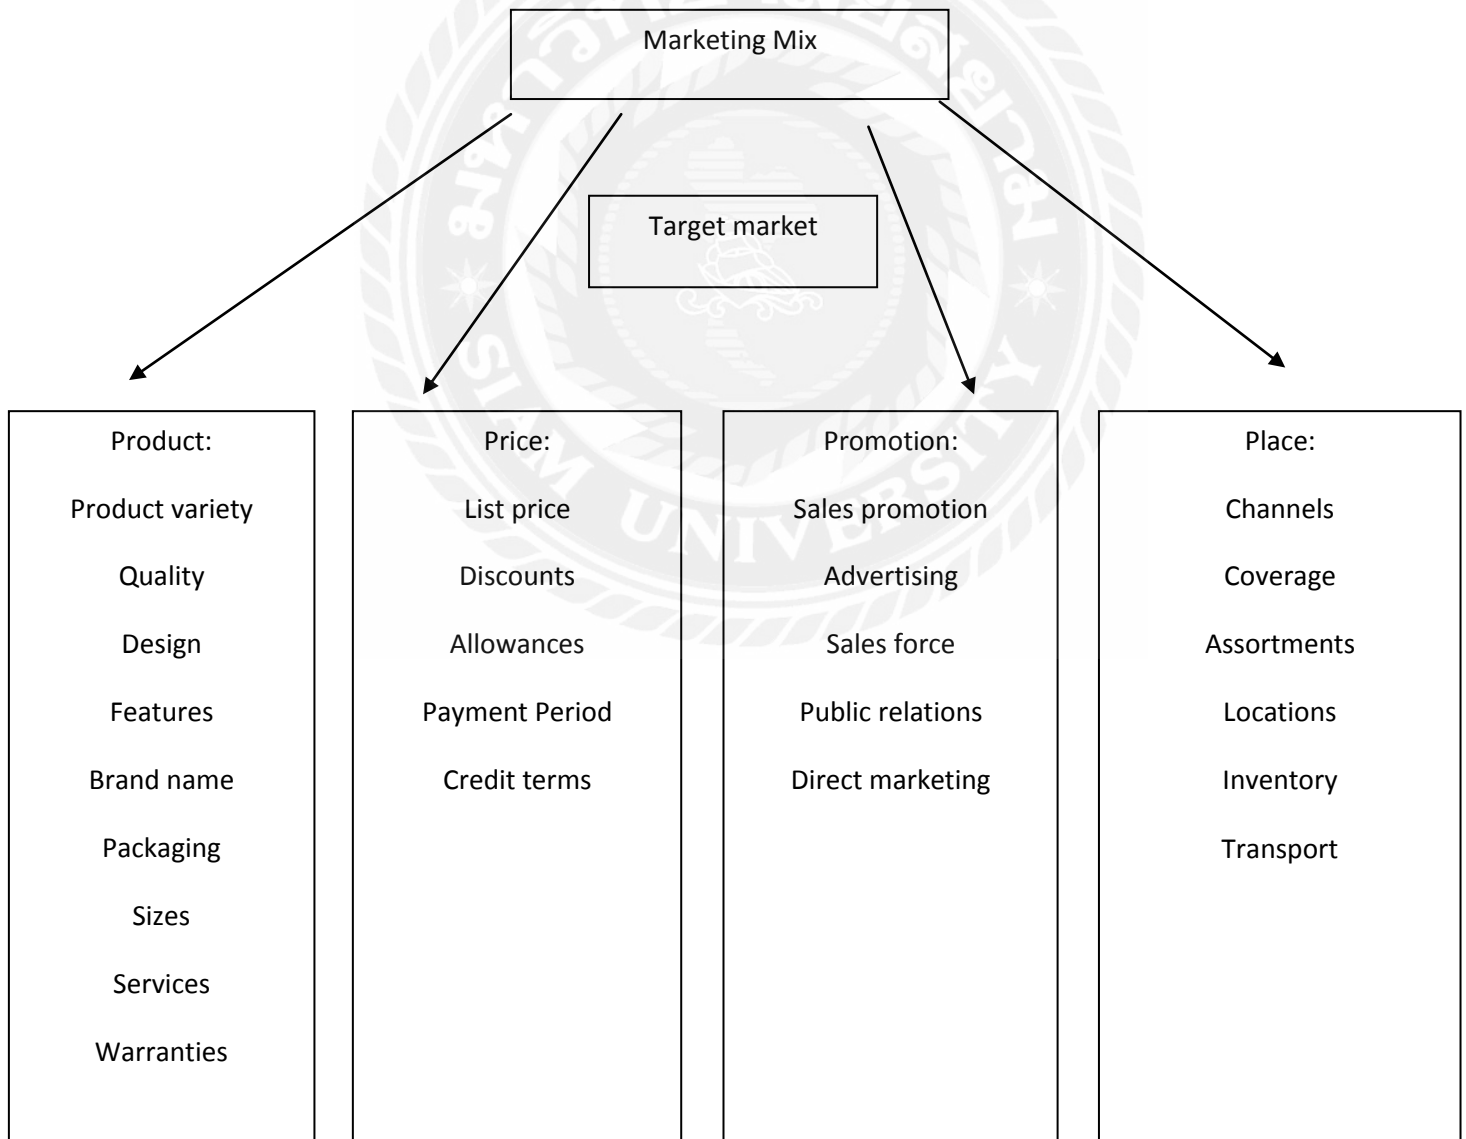 Marketing Mix
Target market
Product:
Product variety
Quality
Design
Features
Brand name
Packaging
Sizes
Services
Warranties
Price:
List price
Discounts
Allowances
Payment Period
Credit terms
Promotion:
Sales promotion
Advertising
Sales force
Public relations
Direct marketing
Place:
Channels
Coverage
Assortments
Locations
Inventory
Transport
SIAM UNIVERSITY